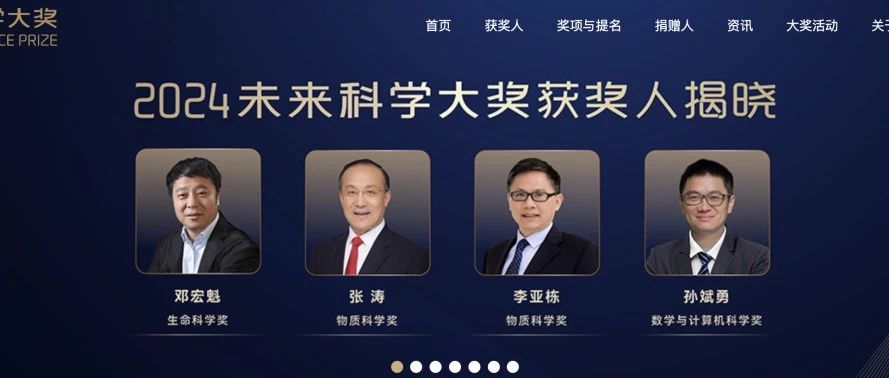 学大奖
CE PRIZE
首页 获奖人 奖项与提名 捐赠人 资讯 大奖活动 关于
2024未来科学大奖获奖人揭晓
邓宏魁 张 涛 李亚栋 孙斌勇
生命科学奖 物质科学奖 物质科学奖 数学与计算机科学奖